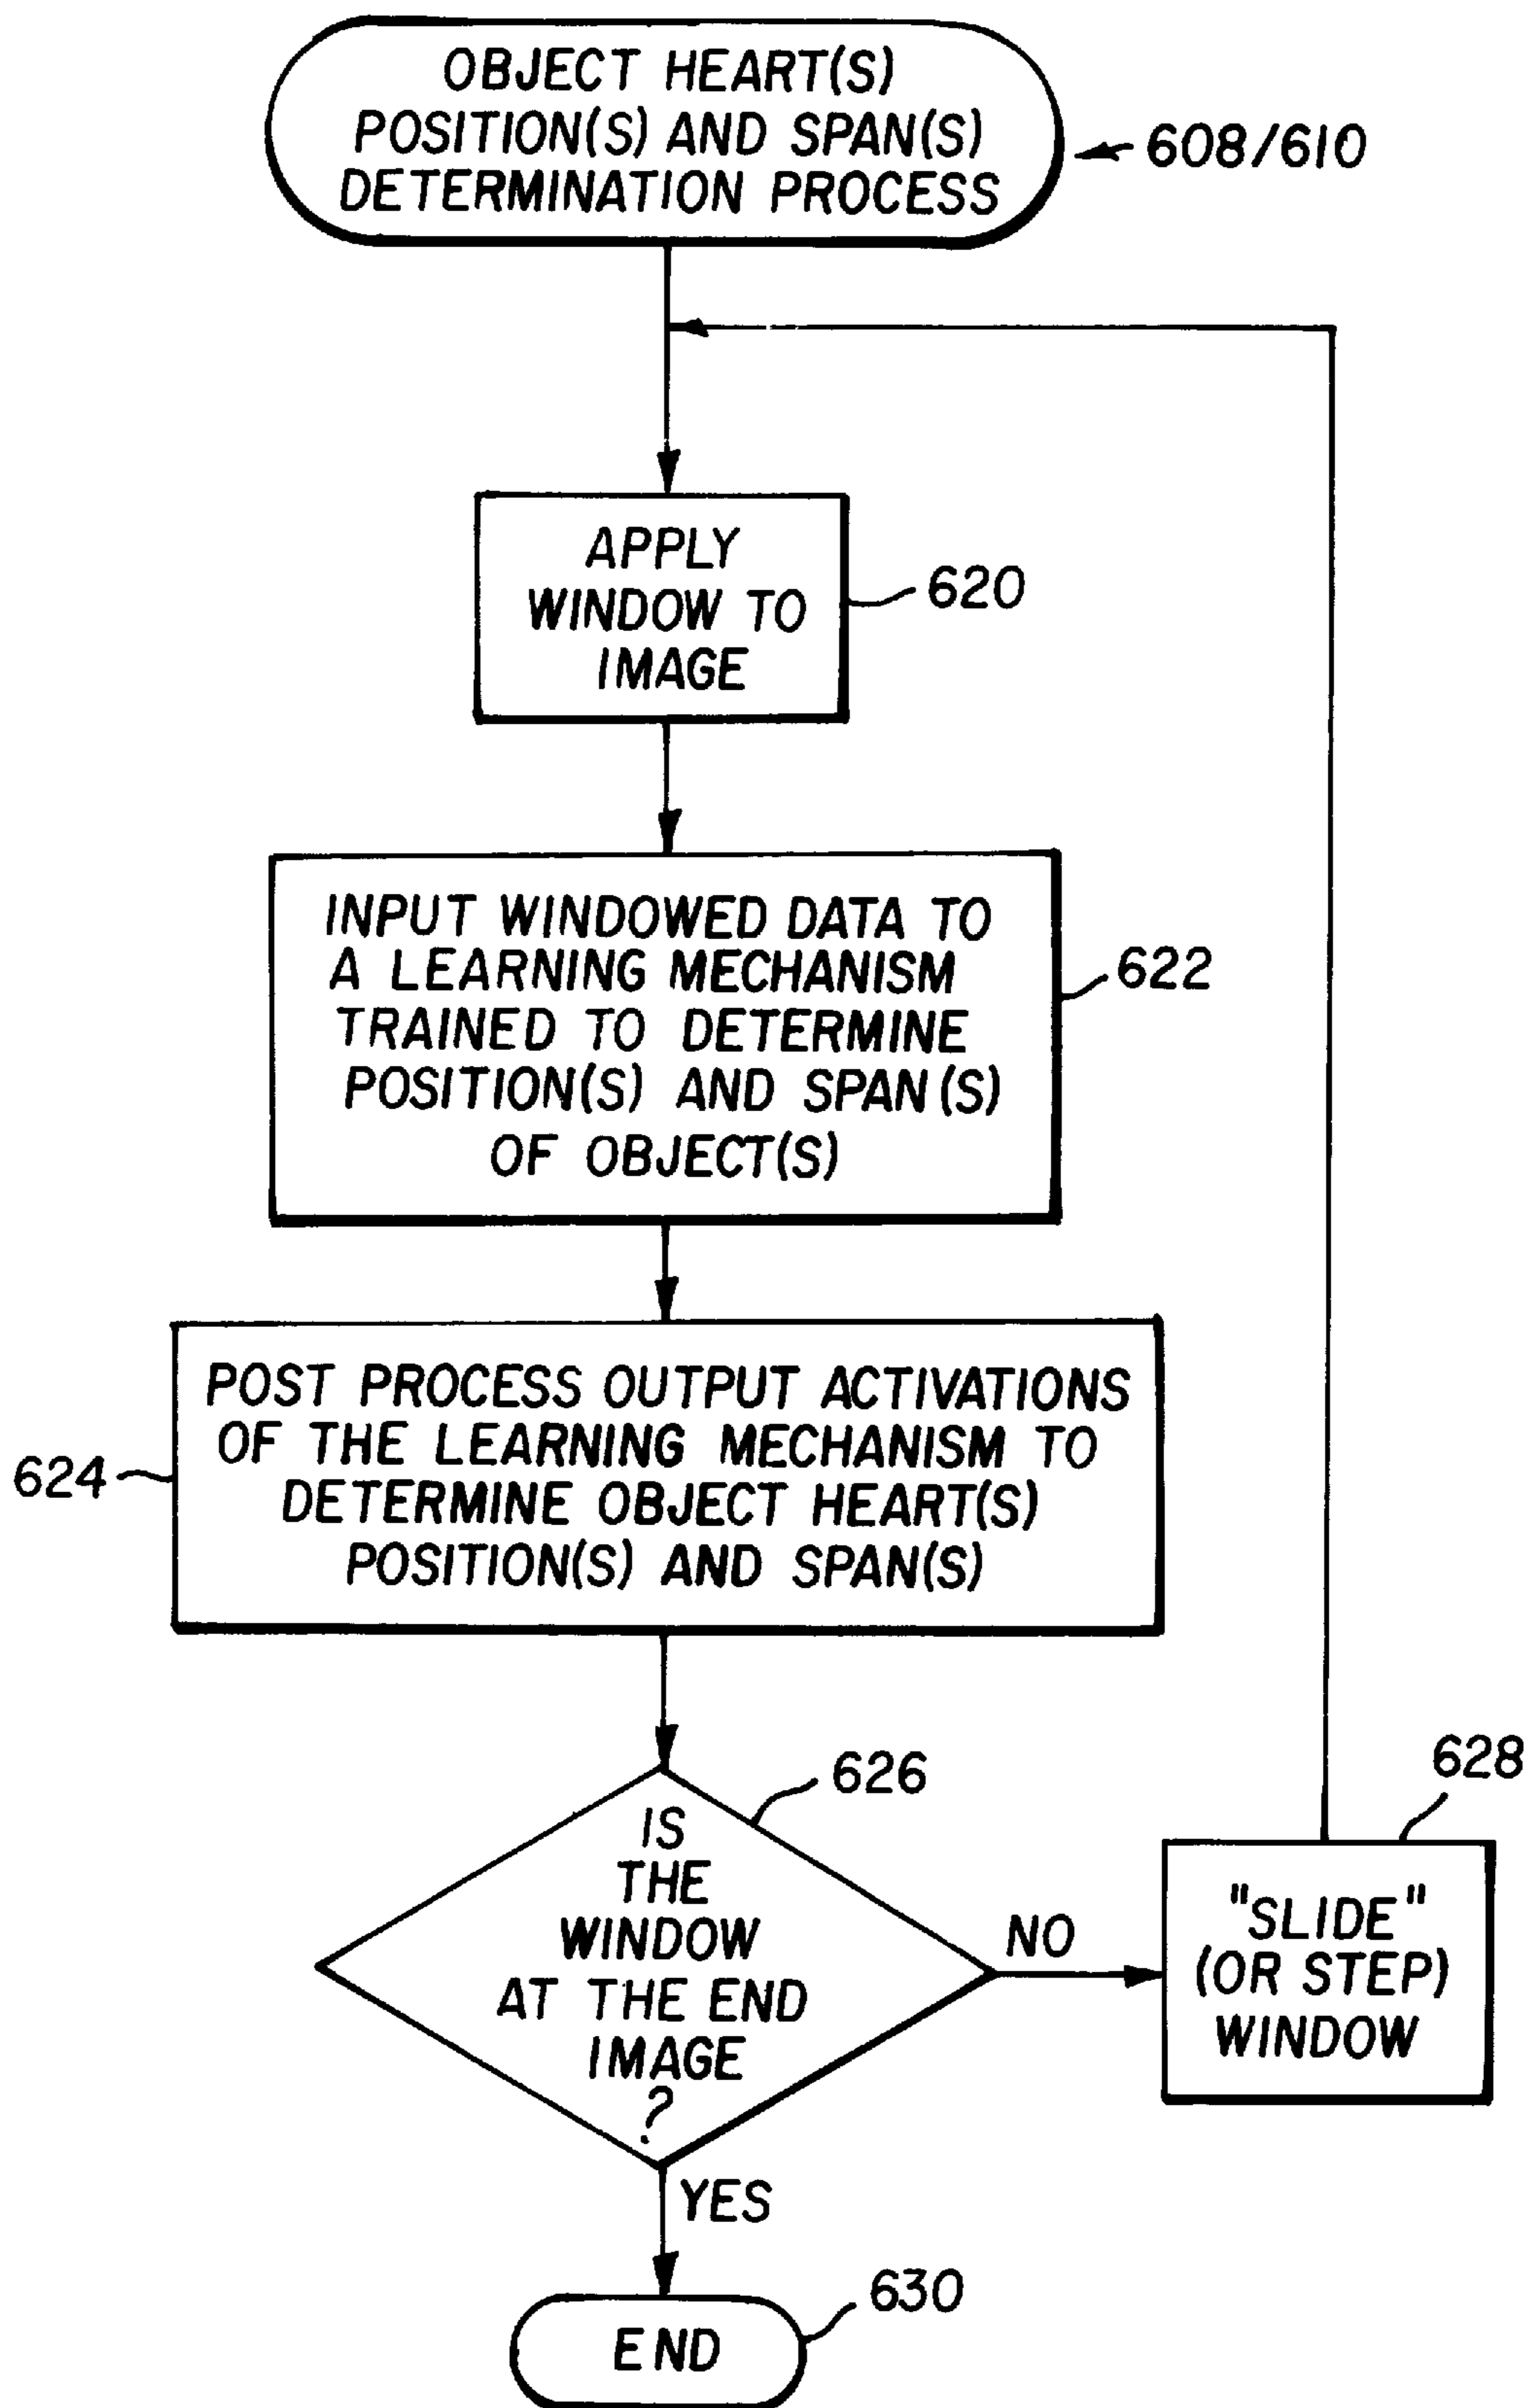 OBJECT HEART(S)
POSITION(S) AND SPAN(S)
DETERMINATION PROCESS
608/610
APPLY
WINDOW TO
IMAGE
620
INPUT WINDOWED DATA TO
A LEARNING MECHANISM
TRAINED TO DETERMINE
POSITION(S) AND SPAN(S)
OF OBJECT(S)
622
POST PROCESS OUTPUT ACTIVATIONS
OF THE LEARNING MECHANISM TO
DETERMINE OBJECT HEART(S)
POSITION(S) AND SPAN(S)
624
IS
THE
WINDOW
AT THE END
IMAGE
?
626
NO
"SLIDE"
(OR STEP)
WINDOW
628
YES
END
630